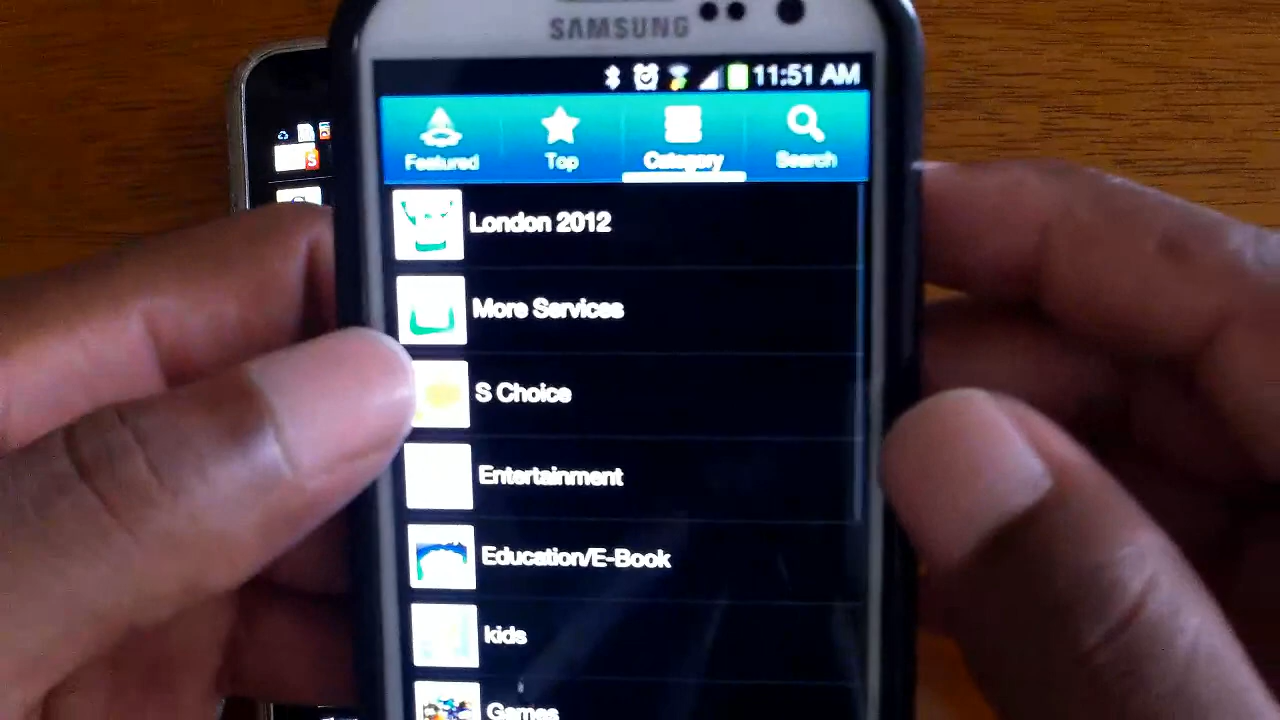 SAMSUNG
11:51 AM
Featured Top Category Search
London 2012
More Services
S Choice
Entertainment
Education/E-Book
kids
Games